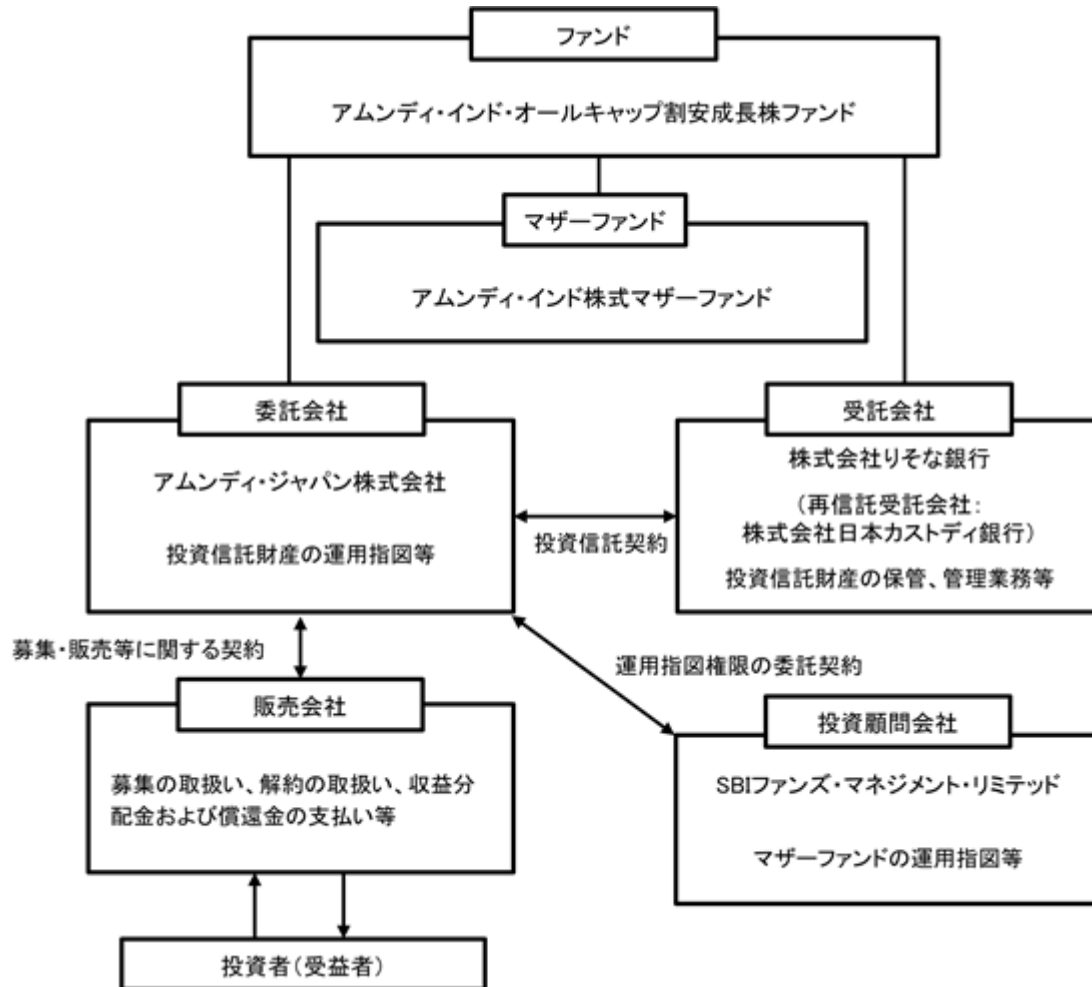 ファンド
アムンディ・インド・オールキャップ割安成長株ファンド
マザーファンド
アムンディ・インド株式マザーファンド
委託会社
アムンディ・ジャパン株式会社
投資信託財産の運用指図等
受託会社
株式会社りそな銀行
（再信託受託会社：
株式会社日本カストディ銀行）
投資信託財産の保管、管理業務等
投資信託契約
募集・販売等に関する契約
運用指図権限の委託契約
販売会社
募集の取扱い、解約の取扱い、収益分
配金および償還金の支払い等
投資顧問会社
SBIファンズ・マネジメント・リミテッド
マザーファンドの運用指図等
投資者（受益者）